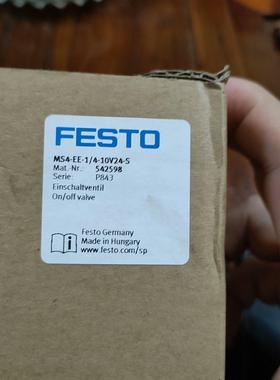 FESTO
MS4-EE-1/4-10V24-S
Mat.-Nr.: 542598
Serie: P843
Einschaltventil
On/off valve
Festo Germany
Made in Hungary
www.festo.com/sp